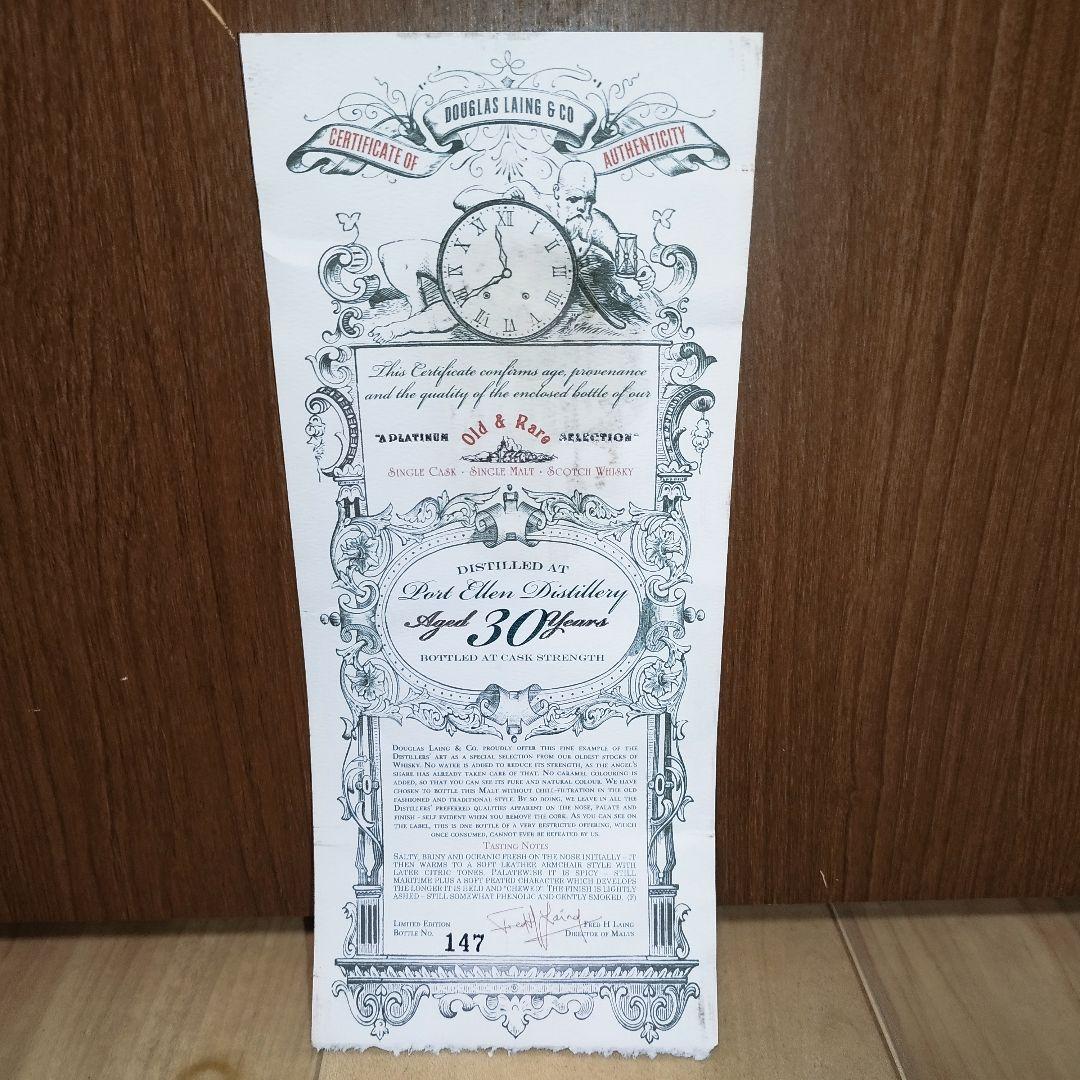 DOUGLAS LAING & CO
CERTIFICATE OF AUTHENTICITY
XII I II III IX X XI
This Certificate confirms age, provenance
and the quality of the enclosed bottle of our
"A PLATINUM Old & Rare SELECTION"
SINGLE CASK · SINGLE MALT · SCOTCH WHISKY
DISTILLED AT
Port Ellen Distillery
Aged 30 Years
BOTTLED AT CASK STRENGTH
DOUGLAS LAING & CO. PROUDLY OFFER THIS FINE EXAMPLE OF THE
DISTILLERS' ART AS A SPECIAL SELECTION FROM OUR OLDEST STOCKS OF
WHISKY. NO WATER IS ADDED TO REDUCE ITS STRENGTH, AS THE ANGEL'S
SHARE HAS ALREADY TAKEN CARE OF THAT. NO CARAMEL COLOURING IS
ADDED, SO THAT YOU CAN SEE ITS PURE AND NATURAL COLOUR. WE HAVE
CHOSEN TO BOTTLE THIS MALT WITHOUT CHILL-FILTRATION IN THE OLD
FASHIONED AND TRADITIONAL STYLE. BY SO DOING, WE LEAVE IN ALL THE
DISTILLERS' PREFERRED QUALITIES APPARENT ON THE NOSE, PALATE AND
FINISH - SELF EVIDENT WHEN YOU REMOVE THE CORK. AS YOU CAN SEE ON
THE LABEL, THIS IS ONE BOTTLE OF A VERY RESTRICTED OFFERING, WHICH
ONCE CONSUMED, CANNOT EVER BE REPEATED BY US.
TASTING NOTES
SALTY, BRINY AND OCEANIC FRESH ON THE NOSE INITIALLY - IT
THEN WARMS TO A SOFT LEATHER ARMCHAIR STYLE WITH
LATER CITRIC TONES. PALATEWISE IT IS SPICY - STILL
MARITIME PLUS A SOFT PEATED CHARACTER WHICH DEVELOPS
THE LONGER IT IS HELD AND "CHEWED". THE FINISH IS LIGHTLY
ASHED - STILL SOMEWHAT PHENOLIC AND GENTLY SMOKED. (F)
LIMITED EDITION
BOTTLE NO. 147
Fred H Laing
FRED H LAING
DIRECTOR OF MALTS